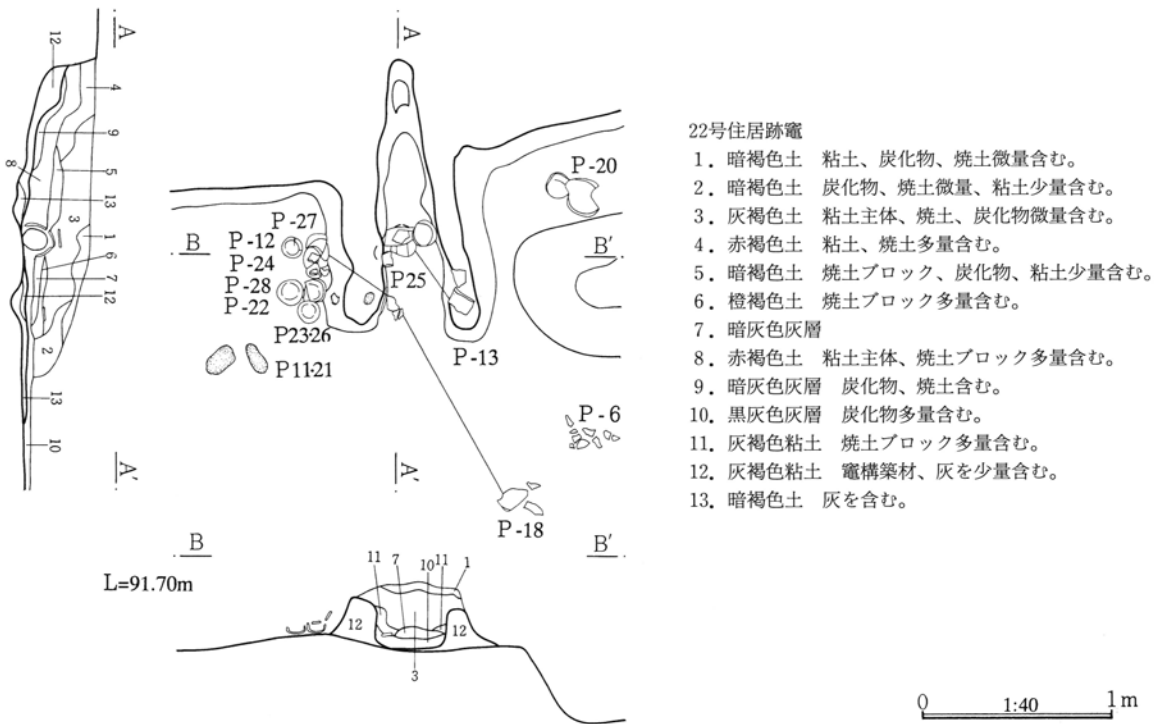 A
12
4
9
8
5
13
3
1
6
7
12
2
13
10
A'
A
P-27
P-12
P-24
P-28
P-22
P23·26
P11·21
B
P25
P-13
P-20
B'
P-6
P-18
A'
B
B'
L=91.70m
11
7
10
11
1
12
12
3
22号住居跡竈
1. 暗褐色土 粘土、炭化物、焼土微量含む。
2. 暗褐色土 炭化物、焼土微量、粘土少量含む。
3. 灰褐色土 粘土主体、焼土、炭化物微量含む。
4. 赤褐色土 粘土、焼土多量含む。
5. 暗褐色土 焼土ブロック、炭化物、粘土少量含む。
6. 橙褐色土 焼土ブロック多量含む。
7. 暗灰色灰層
8. 赤褐色土 粘土主体、焼土ブロック多量含む。
9. 暗灰色灰層 炭化物、焼土含む。
10. 黒灰色灰層 炭化物多量含む。
11. 灰褐色粘土 焼土ブロック多量含む。
12. 灰褐色粘土 竈構築材、灰を少量含む。
13. 暗褐色土 灰を含む。
0 1:40 1m